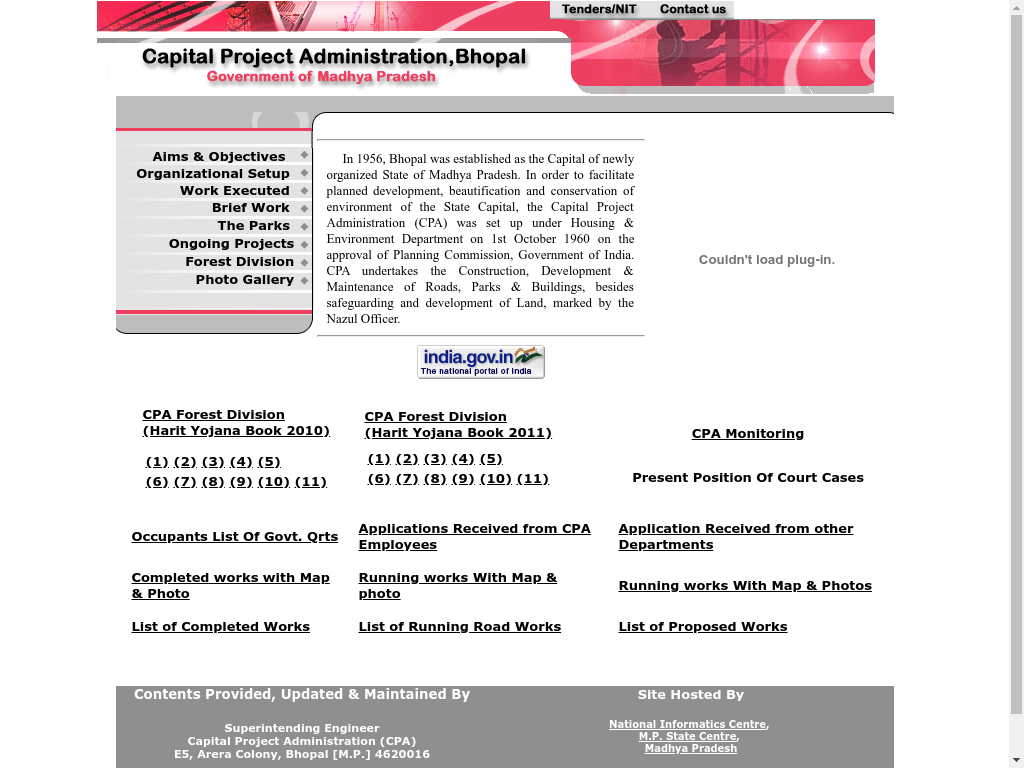 Tenders/NIT Contact us
Capital Project Administration,Bhopal
Government of Madhya Pradesh
Aims & Objectives
Organizational Setup
Work Executed
Brief Work
The Parks
Ongoing Projects
Forest Division
Photo Gallery
In 1956, Bhopal was established as the Capital of newly
organized State of Madhya Pradesh. In order to facilitate
planned development, beautification and conservation of
environment of the State Capital, the Capital Project
Administration (CPA) was set up under Housing &
Environment Department on 1st October 1960 on the
approval of Planning Commission, Government of India.
CPA undertakes the Construction, Development &
Maintenance of Roads, Parks & Buildings, besides
safeguarding and development of Land, marked by the
Nazul Officer.
Couldn't load plug-in.
india.gov.in
The national portal of India
CPA Forest Division
(Harit Yojana Book 2010)
(1) (2) (3) (4) (5)
(6) (7) (8) (9) (10) (11)
CPA Forest Division
(Harit Yojana Book 2011)
(1) (2) (3) (4) (5)
(6) (7) (8) (9) (10) (11)
CPA Monitoring
Present Position Of Court Cases
Occupants List Of Govt. Qrts
Applications Received from CPA
Employees
Application Received from other
Departments
Completed works with Map
& Photo
Running works With Map &
photo
Running works With Map & Photos
List of Completed Works
List of Running Road Works
List of Proposed Works
Contents Provided, Updated & Maintained By
Superintending Engineer
Capital Project Administration (CPA)
E5, Arera Colony, Bhopal [M.P.] 4620016
Site Hosted By
National Informatics Centre,
M.P. State Centre,
Madhya Pradesh